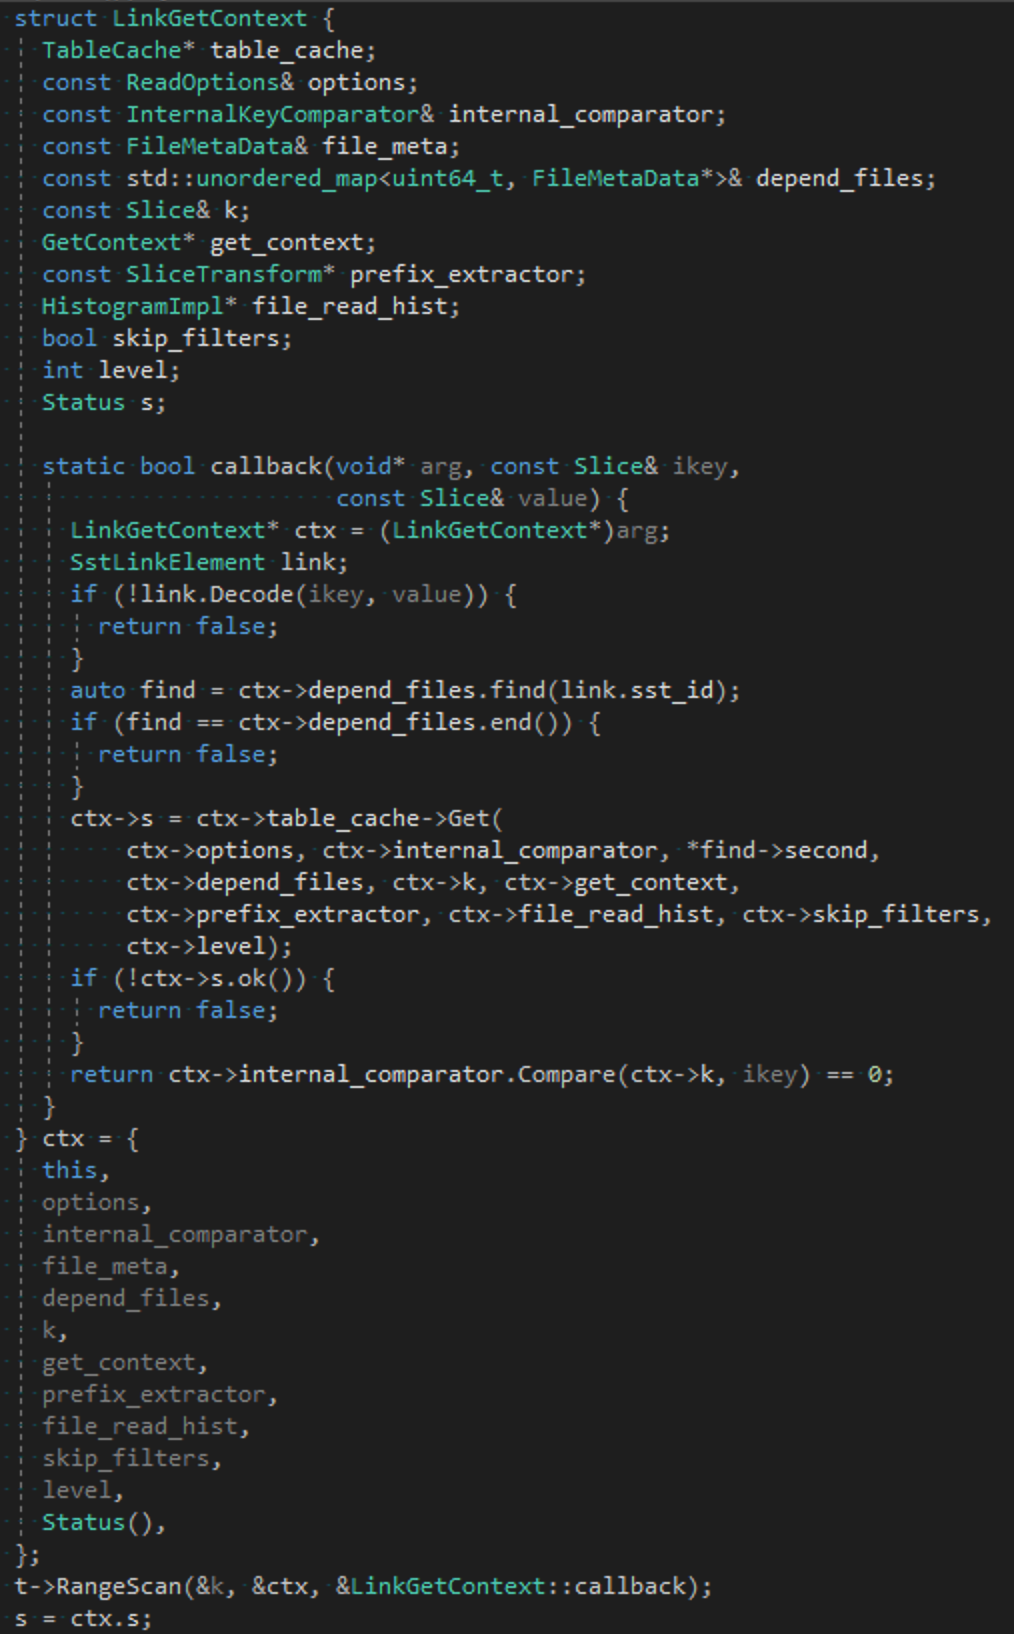 struct LinkGetContext {
  TableCache* table_cache;
  const ReadOptions& options;
  const InternalKeyComparator& internal_comparator;
  const FileMetaData& file_meta;
  const std::unordered_map<uint64_t, FileMetaData*>& depend_files;
  const Slice& k;
  GetContext* get_context;
  const SliceTransform* prefix_extractor;
  HistogramImpl* file_read_hist;
  bool skip_filters;
  int level;
  Status s;

  static bool callback(void* arg, const Slice& ikey,
                       const Slice& value) {
    LinkGetContext* ctx = (LinkGetContext*)arg;
    SstLinkElement link;
    if (!link.Decode(ikey, value)) {
      return false;
    }
    auto find = ctx->depend_files.find(link.sst_id);
    if (find == ctx->depend_files.end()) {
      return false;
    }
    ctx->s = ctx->table_cache->Get(
        ctx->options, ctx->internal_comparator, *find->second,
        ctx->depend_files, ctx->k, ctx->get_context,
        ctx->prefix_extractor, ctx->file_read_hist, ctx->skip_filters,
        ctx->level);
    if (!ctx->s.ok()) {
      return false;
    }
    return ctx->internal_comparator.Compare(ctx->k, ikey) == 0;
  }
} ctx = {
  this,
  options,
  internal_comparator,
  file_meta,
  depend_files,
  k,
  get_context,
  prefix_extractor,
  file_read_hist,
  skip_filters,
  level,
  Status(),
};
t->RangeScan(&k, &ctx, &LinkGetContext::callback);
s = ctx.s;